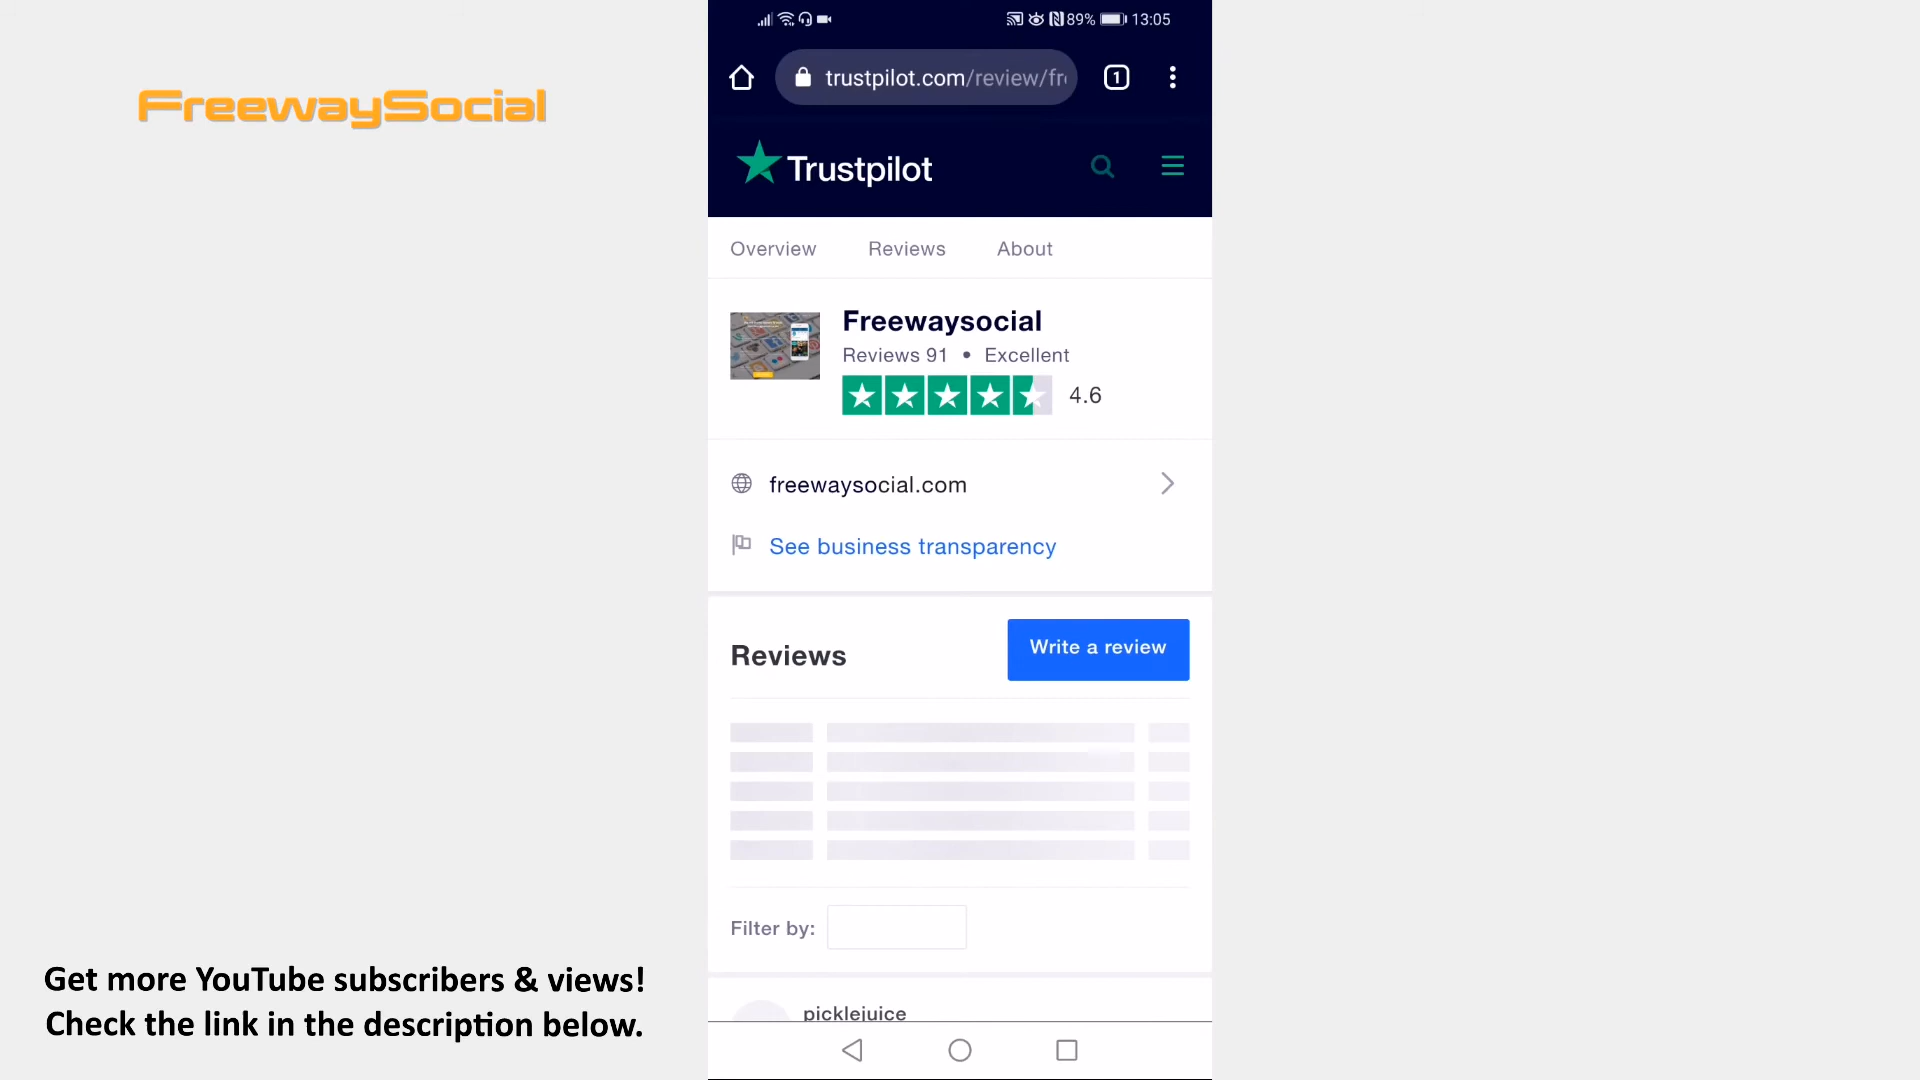 FreewaySocial
89% 13:05
trustpilot.com/review/fr
1
Trustpilot
Overview Reviews About
Freewaysocial
Reviews 91 • Excellent
4.6
freewaysocial.com
See business transparency
Reviews
Write a review
Filter by:
picklejuice
Get more YouTube subscribers & views!
Check the link in the description below.